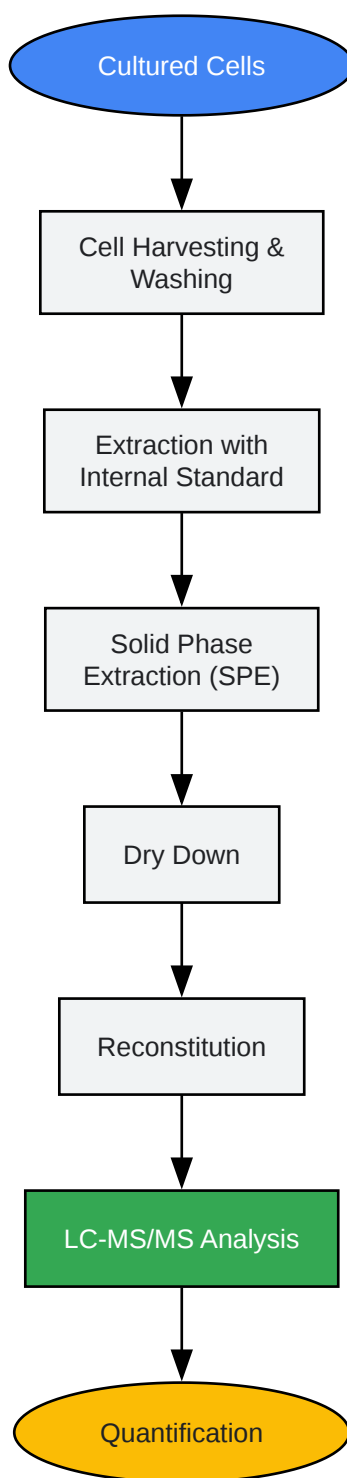 Cultured Cells
Cell Harvesting &
Washing
Extraction with
Internal Standard
Solid Phase
Extraction (SPE)
Dry Down
Reconstitution
LC-MS/MS Analysis
Quantification